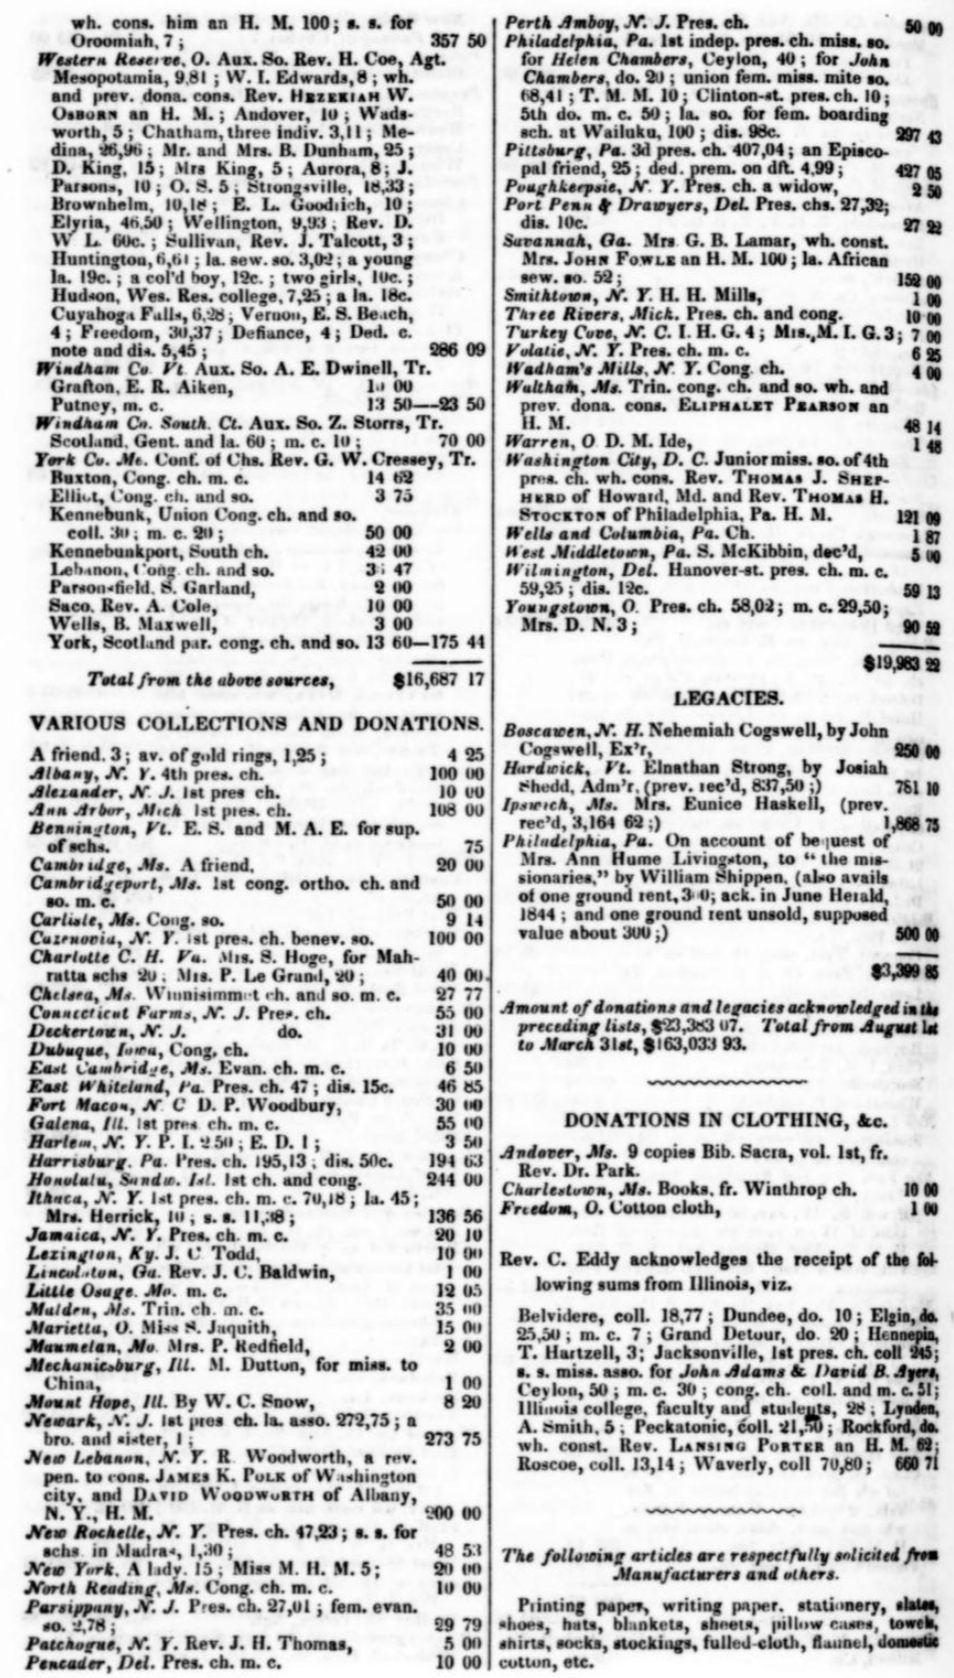 wh. cons. him an H. M. 100; s. s. for
Oroomiah, 7; 357 50
Western Reserve, O. Aux. So. Rev. H. Coe, Agt.
Mesopotamia, 9,81; W. I. Edwards, 8; wh.
and prev. dona. cons. Rev. HEZEKIAH W.
OSBORN an H. M.; Andover, 10; Wads-
worth, 5; Chatham, three indiv. 3,11; Me-
dina, 26,96; Mr. and Mrs. B. Dunham, 25;
D. King, 15; Mrs King, 5; Aurora, 8; J.
Parsons, 10; O. S. 5; Strongsville, 18,33;
Brownhelm, 10,18; E. L. Goodrich, 10;
Elyria, 46,50; Wellington, 9,93; Rev. D.
W L. 60c.; Sullivan, Rev. J. Talcott, 3;
Huntington, 6,61; la. sew. so. 3,02; a young
la. 19c.; a col'd boy, 12c.; two girls, 10c.;
Hudson, Wes. Res. college, 7,25; a la. 18c.
Cuyahoga Falls, 6,28; Vernon, E. S. Beach,
4; Freedom, 30,37; Defiance, 4; Ded. c.
note and dis. 5,45; 286 09
Windham Co. Vt. Aux. So. A. E. Dwinell, Tr.
Grafton, E. R. Aiken, 10 00
Putney, m. c. 13 50—23 50
Windham Co. South. Ct. Aux. So. Z. Storrs, Tr.
Scotland, Gent. and la. 60; m. c. 10; 70 00
York Co. Me. Conf. of Chs. Rev. G. W. Cressey, Tr.
Buxton, Cong. ch. m. c. 14 62
Elliot, Cong. ch. and so. 3 75
Kennebunk, Union Cong. ch. and so.
coll. 30; m. c. 20; 50 00
Kennebunkport, South ch. 42 00
Lebanon, Cong. ch. and so. 47
Parsonsfield, S. Garland, 2 00
Saco, Rev. A. Cole, 10 00
Wells, B. Maxwell, 3 00
York, Scotland par. cong. ch. and so. 13 60—175 44
Total from the above sources, $16,687 17
VARIOUS COLLECTIONS AND DONATIONS.
A friend. 3; av. of gold rings, 1,25; 4 25
Albany, N. Y. 4th pres. ch. 100 00
Alexander, N. J. 1st pres ch. 10 00
Ann Arbor, Mich 1st pres. ch. 108 00
Bennington, Vt. E. S. and M. A. E. for sup.
of schs. 75
Cambridge, Ms. A friend, 20 00
Cambridgeport, Ms. 1st cong. ortho. ch. and
so. m. c. 50 00
Carlisle, Ms. Cong. so. 9 14
Cazenovia, N. Y. 1st pres. ch. benev. so. 100 00
Charlotte C. H. Va. Mrs. S. Hoge, for Mah-
ratta schs 20; Mrs. P. Le Grand, 20; 40 00
Chelsea, Ms. Winnisimmet ch. and so. m. c. 27 77
Connecticut Farms, N. J. Pres. ch. 55 00
Deckertown, N. J. do. 31 00
Dubuque, Iowa, Cong. ch. 10 00
East Cambridge, Ms. Evan. ch. m. c. 6 50
East Whiteland, Pa. Pres. ch. 47; dis. 15c. 46 85
Fort Macon, N. C D. P. Woodbury, 30 00
Galena, Ill. 1st pres ch. m. c. 55 00
Harlem, N. Y. P. I. 2 50; E. D. 1; 3 50
Harrisburg. Pa. Pres. ch. 195,13; dis. 50c. 194 63
Honolulu, Sandw. Isl. 1st ch. and cong. 244 00
Ithaca, N. Y. 1st pres. ch. m. c. 70,18; la. 45;
Mrs. Herrick, 10; s. s. 11,38; 136 56
Jamaica, N. Y. Pres. ch. m. c. 20 10
Lexington, Ky. J. C Todd, 10 00
Lincolnton, Ga. Rev. J. C. Baldwin, 1 00
Little Osage. Mo. m. c. 12 05
Malden, Ms. Trin. ch. m. c. 35 00
Marietta, O. Miss S. Jaquith, 15 00
Maumelan, Mo. Mrs. P. Redfield, 2 00
Mechanicsburg, Ill. M. Dutton, for miss. to
China, 1 00
Mount Hope, Ill. By W. C. Snow, 8 20
Newark, N. J. 1st pres ch. la. asso. 272,75; a
bro. and sister, 1; 273 75
New Lebanon, N. Y. R. Woodworth, a rev.
pen. to cons. JAMES K. POLK of Washington
city, and DAVID WOODWORTH of Albany,
N. Y., H. M. 200 00
New Rochelle, N. Y. Pres. ch. 47,23; s. s. for
schs. in Madras, 1,30; 48 53
New York, A lady. 15; Miss M. H. M. 5; 20 00
North Reading, Ms. Cong. ch. m. c. 10 00
Parsippany, N. J. Pres. ch. 27,01; fem. evan.
so. 2,78; 29 79
Patchogue, N. Y. Rev. J. H. Thomas, 5 00
Pencader, Del. Pres. ch. m. c. 10 00
Perth Amboy, N. J. Pres. ch. 50 00
Philadelphia, Pa. 1st indep. pres. ch. miss. so.
for Helen Chambers, Ceylon, 40; for John
Chambers, do. 20; union fem. miss. mite so.
68,41; T. M. M. 10; Clinton-st. pres. ch. 10;
5th do. m. c. 50; la. so. for fem. boarding
sch. at Wailuku, 100; dis. 98c. 297 43
Pittsburg, Pa. 3d pres. ch. 407,04; an Episco-
pal friend, 25; ded. prem. on dft. 4,99; 427 05
Poughkeepsie, N. Y. Pres. ch. a widow, 2 50
Port Penn & Drawyers, Del. Pres. chs. 27,32;
dis. 10c. 27 22
Savannah, Ga. Mrs. G. B. Lamar, wh. const.
Mrs. JOHN FOWLE an H. M. 100; la. African
sew. so. 52; 152 00
Smithtown, N. Y. H. H. Mills, 1 00
Three Rivers, Mich. Pres. ch. and cong. 10 00
Turkey Cove, N. C. I. H. G. 4; Mrs. M. I. G. 3; 7 00
Volatie, N. Y. Pres. ch. m. c. 6 25
Wadham's Mills, N. Y. Cong. ch. 4 00
Waltham, Ms. Trin. cong. ch. and so. wh. and
prev. dona. cons. ELIPHALET PEARSON an
H. M. 48 14
Warren, O D. M. Ide, 1 48
Washington City, D. C. Junior miss. so. of 4th
pres. ch. wh. cons. Rev. THOMAS J. SHEP-
HERD of Howard, Md. and Rev. THOMAS H.
STOCKTON of Philadelphia, Pa. H. M. 121 09
Wells and Columbia, Pa. Ch. 1 87
West Middletown, Pa. S. McKibbin, dec'd, 5 00
Wilmington, Del. Hanover-st. pres. ch. m. c.
59,25; dis. 12c. 59 13
Youngstown, O. Pres. ch. 58,02; m. c. 29,50;
Mrs. D. N. 3; 90 52
$19,983 22
LEGACIES.
Boscawen, N. H. Nehemiah Cogswell, by John
Cogswell, Ex'r, 250 00
Hardwick, Vt. Elnathan Strong, by Josiah
Shedd, Adm'r, (prev. rec'd, 837,50;) 781 10
Ipswich, Ms. Mrs. Eunice Haskell, (prev.
rec'd, 3,164 62;) 1,868 75
Philadelphia, Pa. On account of bequest of
Mrs. Ann Hume Livingston, to "the mis-
sionaries," by William Shippen, (also avails
of one ground rent, 300; ack. in June Herald,
1844; and one ground rent unsold, supposed
value about 300;) 500 00
$3,399 85
Amount of donations and legacies acknowledged in the
preceding lists, $23,383 07. Total from August 1st
to March 31st, $163,033 93.
DONATIONS IN CLOTHING, &c.
Andover, Ms. 9 copies Bib. Sacra, vol. 1st, fr.
Rev. Dr. Park.
Charlestown, Ms. Books, fr. Winthrop ch. 10 00
Freedom, O. Cotton cloth, 1 00
Rev. C. Eddy acknowledges the receipt of the fol-
lowing sums from Illinois, viz.
Belvidere, coll. 18,77; Dundee, do. 10; Elgin, do.
25,50; m. c. 7; Grand Detour, do. 20; Hennepin,
T. Hartzell, 3; Jacksonville, 1st pres. ch. coll 245;
s. s. miss. asso. for John Adams & David B. Ayers,
Ceylon, 50; m. c. 30; cong. ch. coll. and m. c. 51;
Illinois college, faculty and students, 28; Lynden,
A. Smith, 5; Peckatonic, coll. 21,50; Rockford, do.
wh. const. Rev. LANSING PORTER an H. M. 62;
Roscoe, coll. 13,14; Waverly, coll 70,80; 660 71
The following articles are respectfully solicited from
Manufacturers and others.
Printing paper, writing paper, stationery, slates,
shoes, hats, blankets, sheets, pillow cases, towels,
shirts, socks, stockings, fulled-cloth, flannel, domestic
cotton, etc.